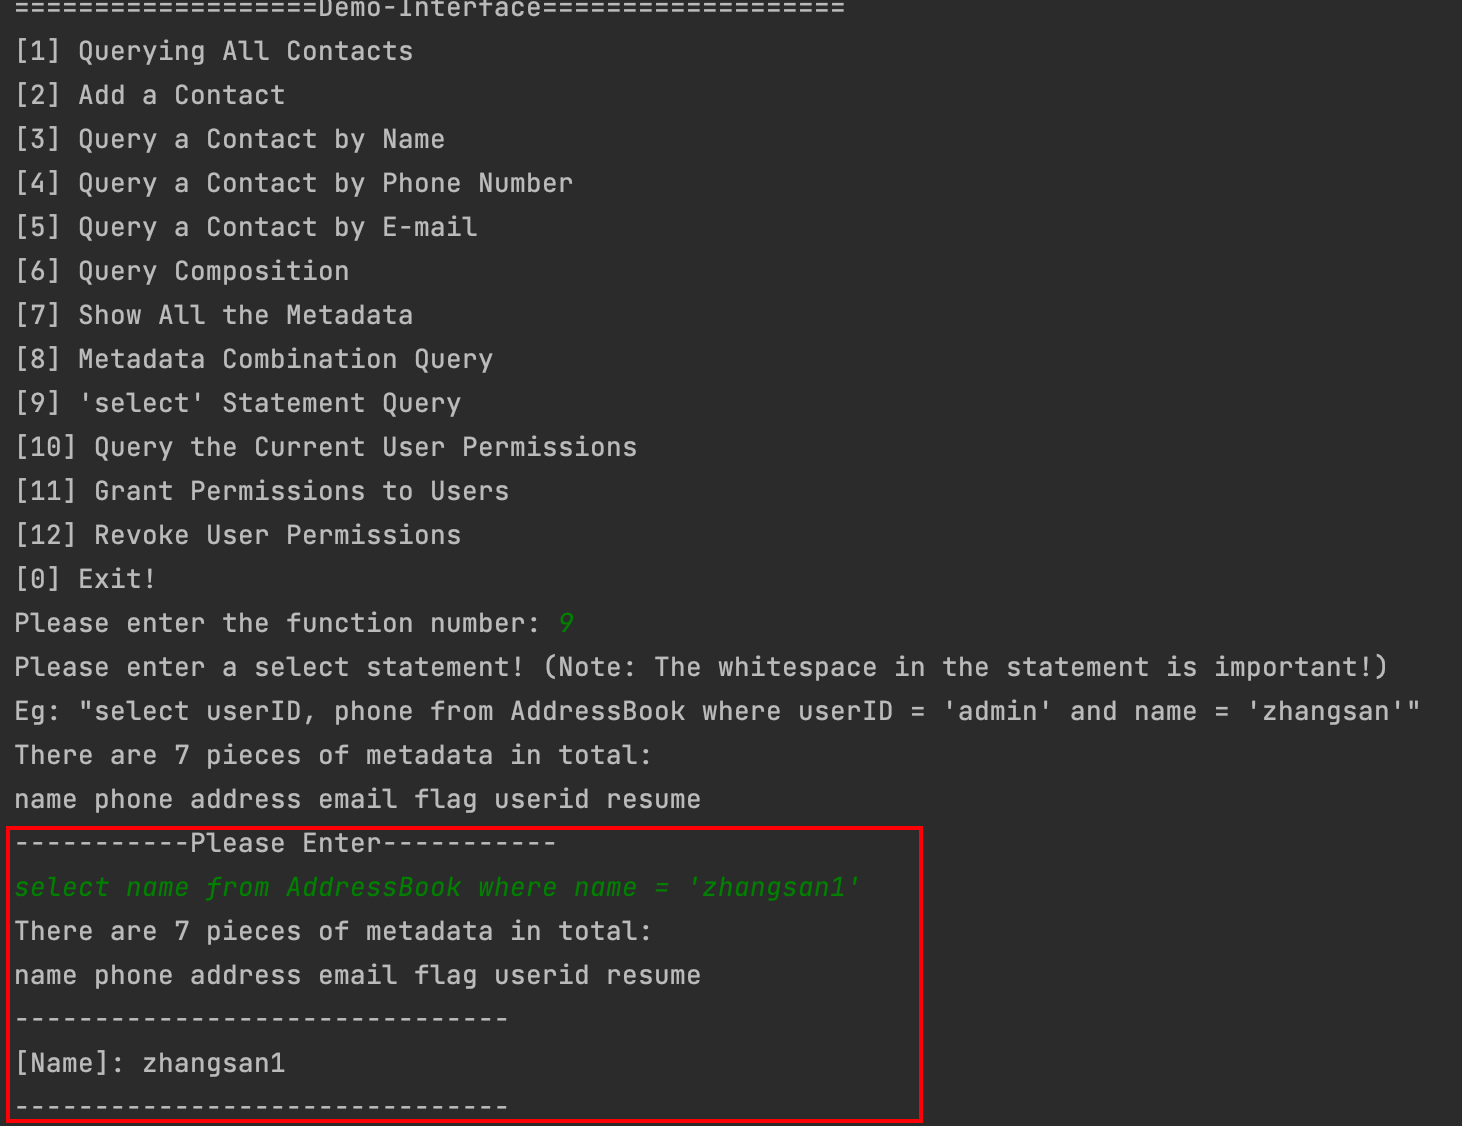 ===================Demo-Interface===================
[1] Querying All Contacts
[2] Add a Contact
[3] Query a Contact by Name
[4] Query a Contact by Phone Number
[5] Query a Contact by E-mail
[6] Query Composition
[7] Show All the Metadata
[8] Metadata Combination Query
[9] 'select' Statement Query
[10] Query the Current User Permissions
[11] Grant Permissions to Users
[12] Revoke User Permissions
[0] Exit!
Please enter the function number: 9
Please enter a select statement! (Note: The whitespace in the statement is important!)
Eg: "select userID, phone from AddressBook where userID = 'admin' and name = 'zhangsan'"
There are 7 pieces of metadata in total:
name phone address email flag userid resume
-----------Please Enter-----------
select name from AddressBook where name = 'zhangsan1'
There are 7 pieces of metadata in total:
name phone address email flag userid resume
-------------------------------
[Name]: zhangsan1
-------------------------------